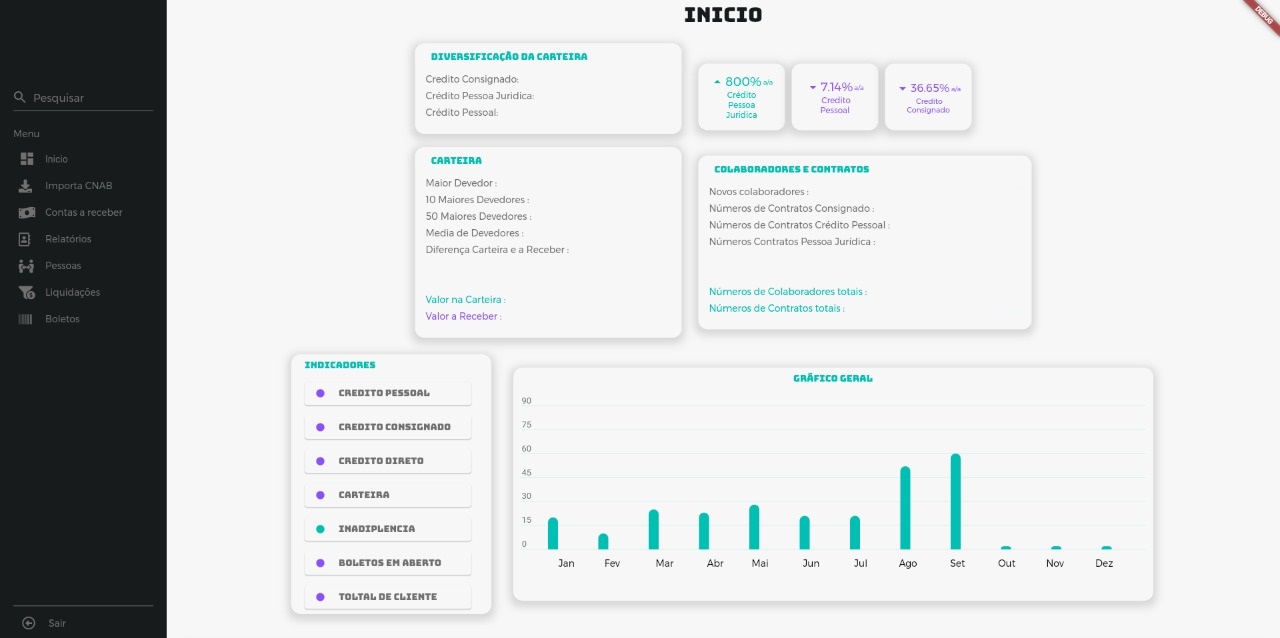 INICIO
DEBUG
Pesquisar
Menu
Início
Importa CNAB
Contas a receber
Relatórios
Pessoas
Liquidações
Boletos
Sair
DIVERSIFICAÇÃO DA CARTEIRA
Credito Consignado:
Crédito Pessoa Juridica:
Crédito Pessoal:
800% a/a
Crédito
Pessoa
Jurídica
7.14% a/a
Credito
Pessoal
36.65% a/a
Credito
Consignado
CARTEIRA
Maior Devedor :
10 Maiores Devedores :
50 Maiores Devedores :
Media de Devedores :
Diferença Carteira e a Receber :
Valor na Carteira :
Valor a Receber :
COLABORADORES E CONTRATOS
Novos colaboradores :
Números de Contratos Consignado :
Números de Contratos Crédito Pessoal :
Números Contratos Pessoa Jurídica :
Números de Colaboradores totais :
Números de Contratos totais :
INDICADORES
CREDITO PESSOAL
CREDITO CONSIGNADO
CREDITO DIRETO
CARTEIRA
INADIPLENCIA
BOLETOS EM ABERTO
TOLTAL DE CLIENTE
GRÁFICO GERAL
90
75
60
45
30
15
0
Jan Fev Mar Abr Mai Jun Jul Ago Set Out Nov Dez